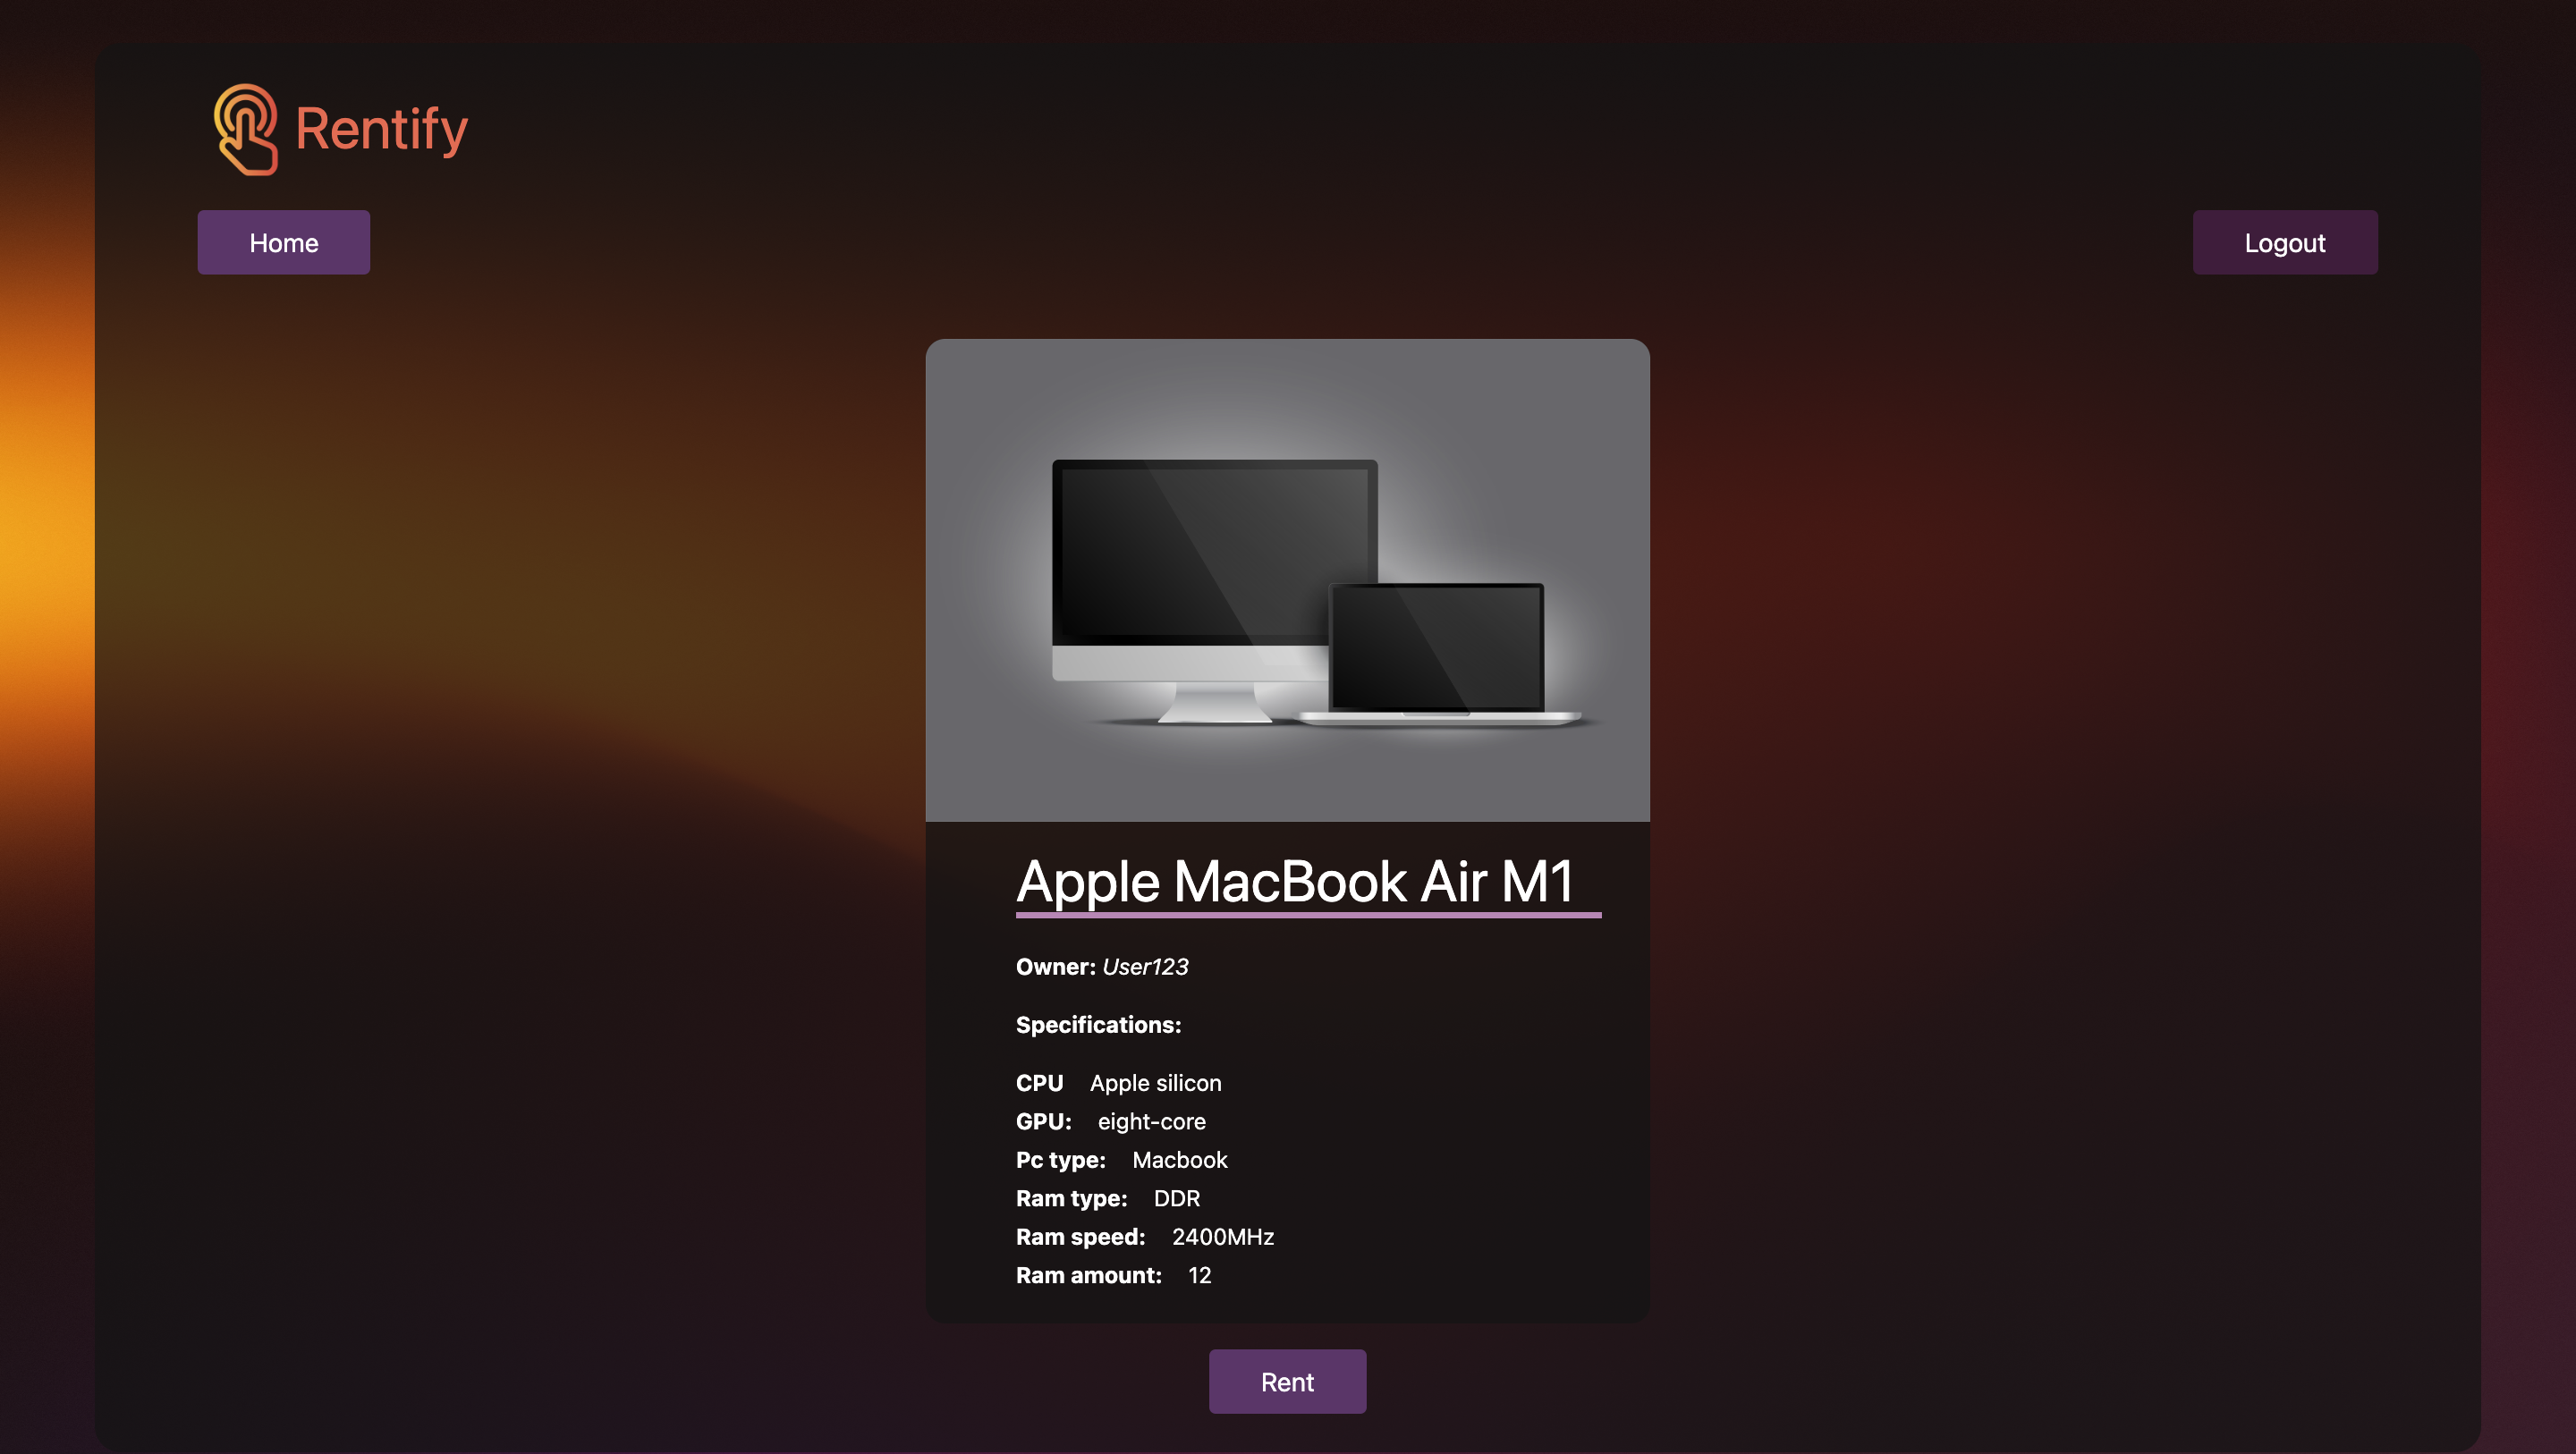 Rentify
Home
Logout
Apple MacBook Air M1
Owner: User123
Specifications:
CPU Apple silicon
GPU: eight-core
Pc type: Macbook
Ram type: DDR
Ram speed: 2400MHz
Ram amount: 12
Rent